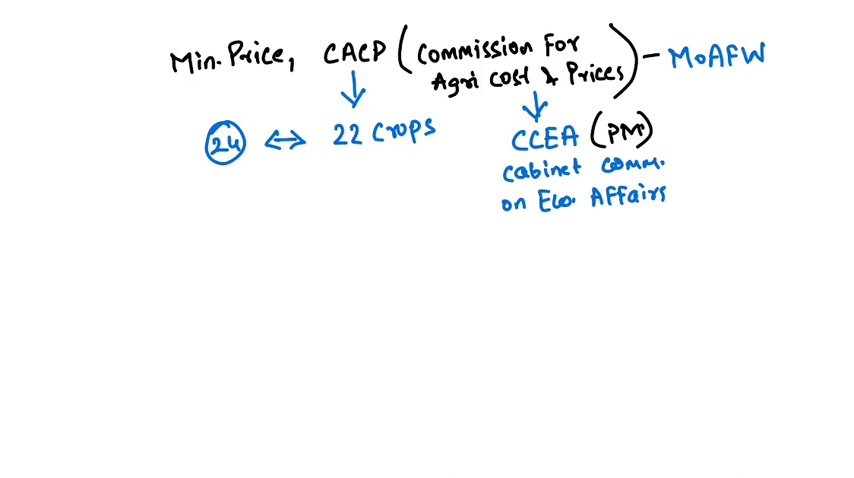 Min. Price, CACP (Commission For
Agri Cost & Prices) - MoAFW
24 ↔ 22 Crops
CCEA (PM)
Cabinet Comm.
on Eco. Affairs